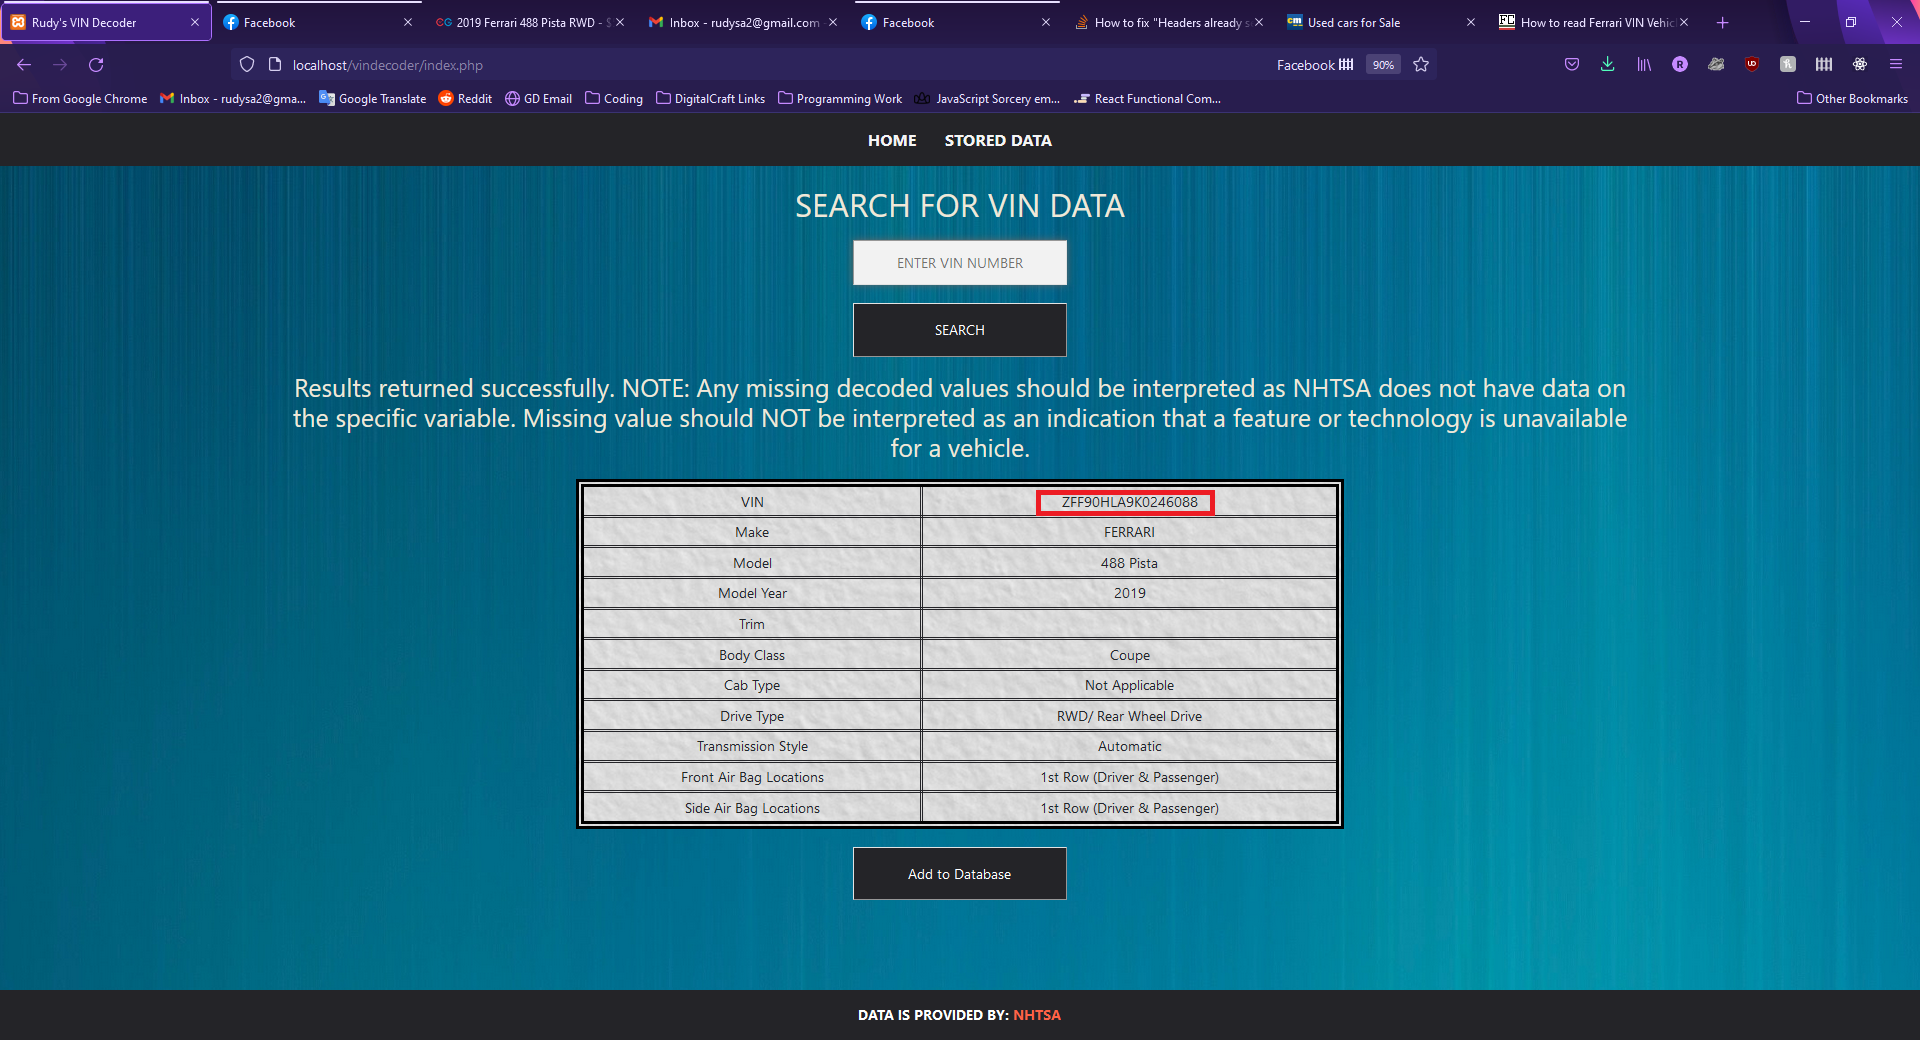 Rudy's VIN Decoder
Facebook
CG 2019 Ferrari 488 Pista RWD - $
Inbox - rudysa2@gmail.com
Facebook
How to fix "Headers already s
cm Used cars for Sale
FC How to read Ferrari VIN Vehic
localhost/vindecoder/index.php
Facebook
90%
From Google Chrome
Inbox - rudysa2@gma...
Google Translate
Reddit
GD Email
Coding
DigitalCraft Links
Programming Work
JavaScript Sorcery em...
React Functional Com...
Other Bookmarks
HOME STORED DATA
SEARCH FOR VIN DATA
ENTER VIN NUMBER
SEARCH
Results returned successfully. NOTE: Any missing decoded values should be interpreted as NHTSA does not have data on
the specific variable. Missing value should NOT be interpreted as an indication that a feature or technology is unavailable
for a vehicle.
VIN ZFF90HLA9K0246088
Make FERRARI
Model 488 Pista
Model Year 2019
Trim
Body Class Coupe
Cab Type Not Applicable
Drive Type RWD/ Rear Wheel Drive
Transmission Style Automatic
Front Air Bag Locations 1st Row (Driver & Passenger)
Side Air Bag Locations 1st Row (Driver & Passenger)
Add to Database
DATA IS PROVIDED BY: NHTSA